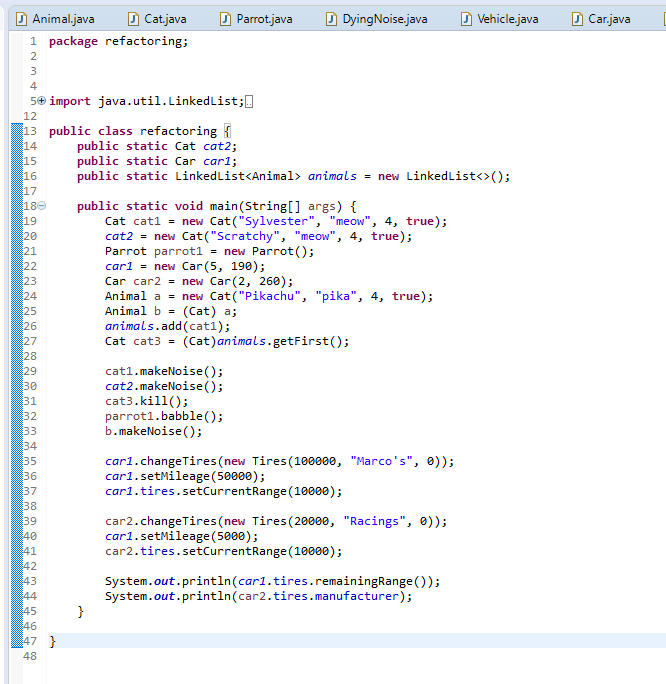 Animal.java Cat.java Parrot.java DyingNoise.java Vehicle.java Car.java
1 package refactoring;
2
3
4
5 import java.util.LinkedList;
12
13 public class refactoring {
14 public static Cat cat2;
15 public static Car car1;
16 public static LinkedList<Animal> animals = new LinkedList<>();
17
18 public static void main(String[] args) {
19 Cat cat1 = new Cat("Sylvester", "meow", 4, true);
20 cat2 = new Cat("Scratchy", "meow", 4, true);
21 Parrot parrot1 = new Parrot();
22 car1 = new Car(5, 190);
23 Car car2 = new Car(2, 260);
24 Animal a = new Cat("Pikachu", "pika", 4, true);
25 Animal b = (Cat) a;
26 animals.add(cat1);
27 Cat cat3 = (Cat)animals.getFirst();
28
29 cat1.makeNoise();
30 cat2.makeNoise();
31 cat3.kill();
32 parrot1.babble();
33 b.makeNoise();
34
35 car1.changeTires(new Tires(100000, "Marco's", 0));
36 car1.setMileage(50000);
37 car1.tires.setCurrentRange(10000);
38
39 car2.changeTires(new Tires(20000, "Racings", 0));
40 car1.setMileage(5000);
41 car2.tires.setCurrentRange(10000);
42
43 System.out.println(car1.tires.remainingRange());
44 System.out.println(car2.tires.manufacturer);
45 }
46
47 }
48